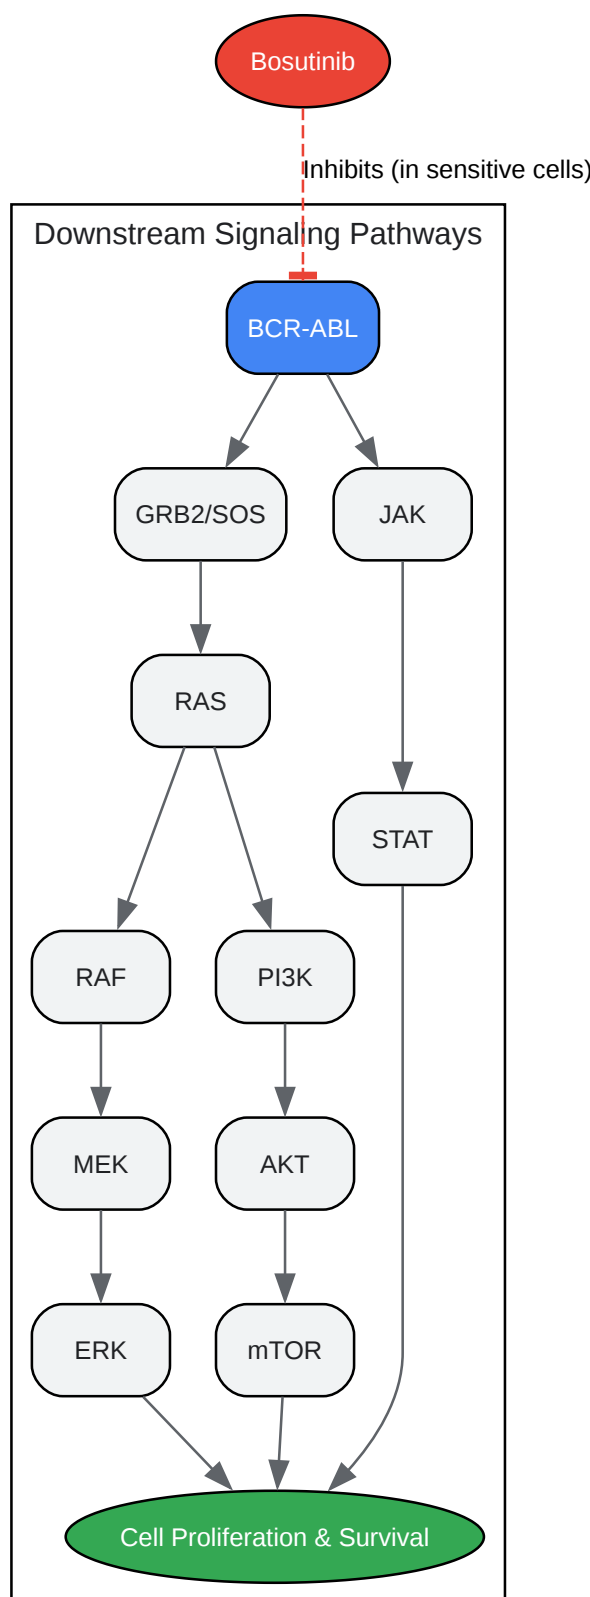 Bosutinib
Inhibits (in sensitive cells)
Downstream Signaling Pathways
BCR-ABL
GRB2/SOS
JAK
RAS
STAT
RAF
PI3K
MEK
AKT
ERK
mTOR
Cell Proliferation & Survival